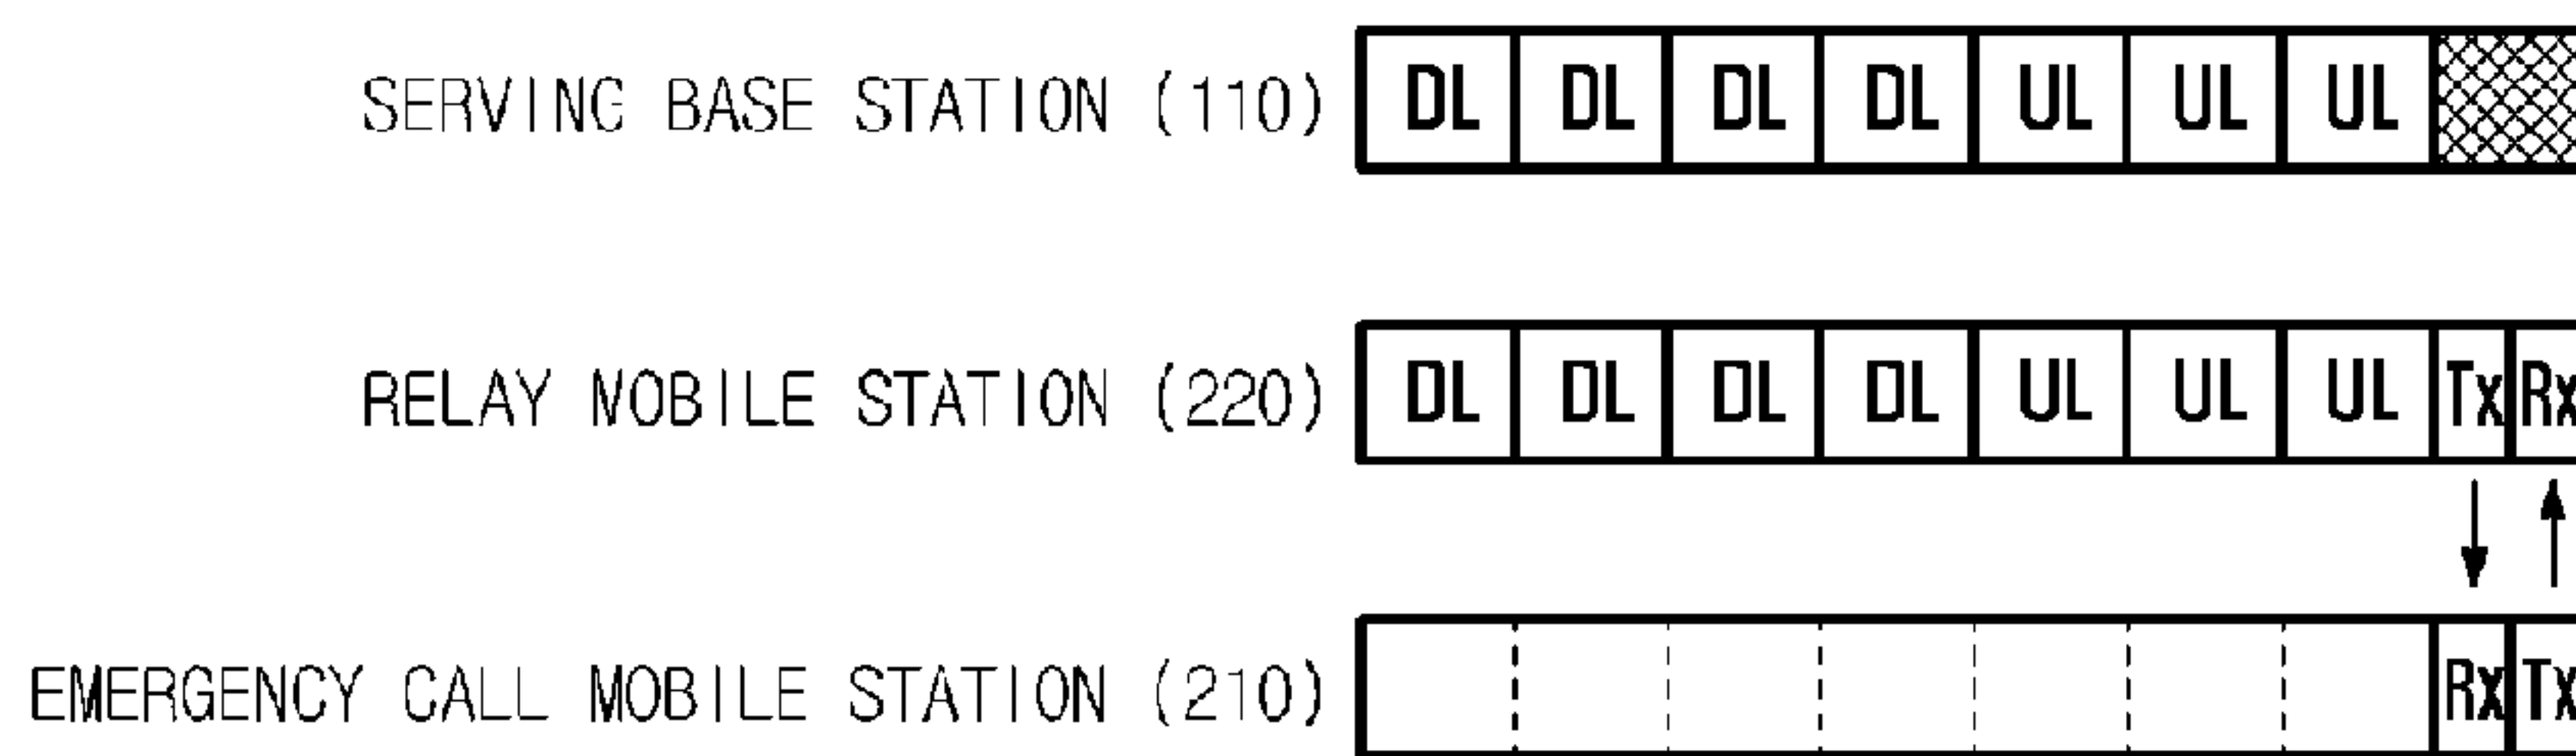 SERVING BASE STATION (110) DL DL DL DL UL UL UL
RELAY MOBILE STATION (220) DL DL DL DL UL UL UL Tx Rx
EMERGENCY CALL MOBILE STATION (210) Rx Tx